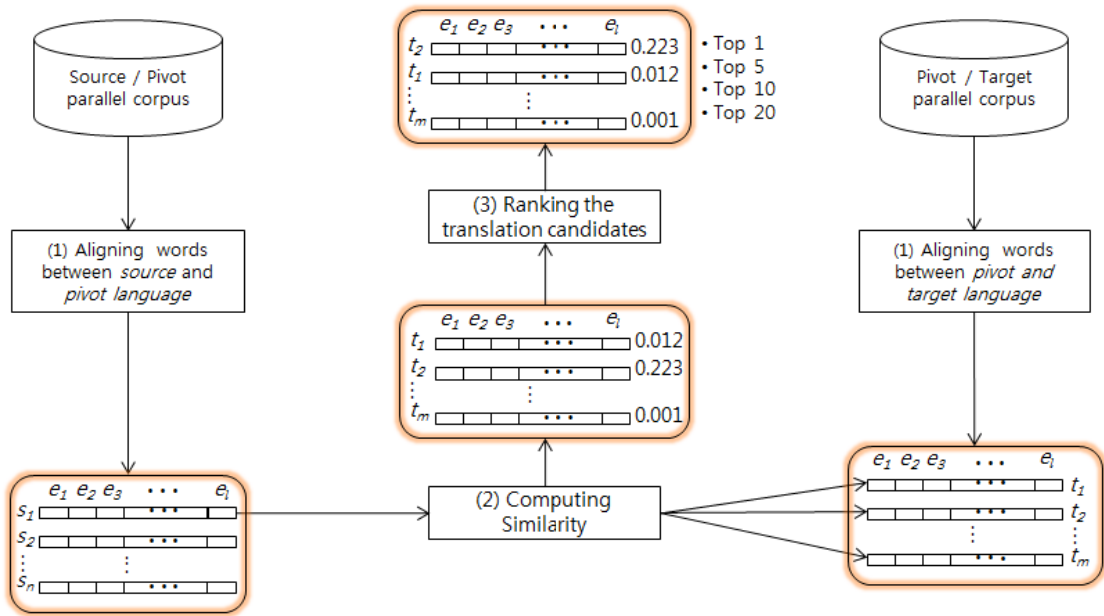 Source / Pivot
parallel corpus
(1) Aligning words
between source and
pivot language
e1 e2 e3 ··· el
s1 ···
s2 ···
⋮ ⋮
sn ···
e1 e2 e3 ··· el
t2 ··· 0.223
t1 ··· 0.012
⋮ ⋮
tm ··· 0.001
• Top 1
• Top 5
• Top 10
• Top 20
(3) Ranking the
translation candidates
e1 e2 e3 ··· el
t1 ··· 0.012
t2 ··· 0.223
⋮ ⋮
tm ··· 0.001
(2) Computing
Similarity
Pivot / Target
parallel corpus
(1) Aligning words
between pivot and
target language
e1 e2 e3 ··· el
··· t1
··· t2
⋮ ⋮
··· tm